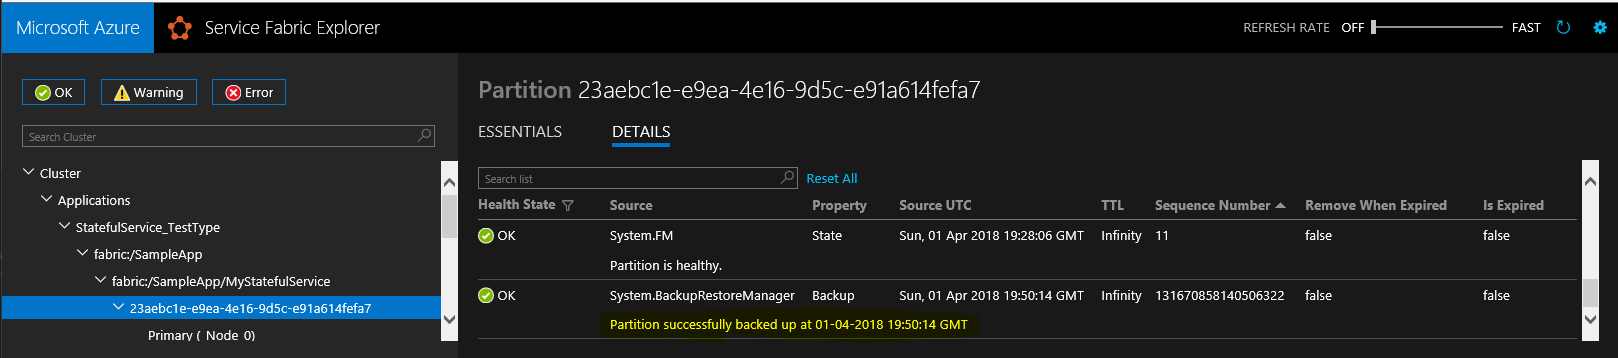 Microsoft Azure Service Fabric Explorer REFRESH RATE OFF FAST
OK Warning Error
Search Cluster
Cluster
Applications
StatefulService_TestType
fabric:/SampleApp
fabric:/SampleApp/MyStatefulService
23aebc1e-e9ea-4e16-9d5c-e91a614fefa7
Primary (_Node_0)
Partition 23aebc1e-e9ea-4e16-9d5c-e91a614fefa7
ESSENTIALS DETAILS
Search list Reset All
Health State Source Property Source UTC TTL Sequence Number Remove When Expired Is Expired
OK System.FM State Sun, 01 Apr 2018 19:28:06 GMT Infinity 11 false false
Partition is healthy.
OK System.BackupRestoreManager Backup Sun, 01 Apr 2018 19:50:14 GMT Infinity 131670858140506322 false false
Partition successfully backed up at 01-04-2018 19:50:14 GMT